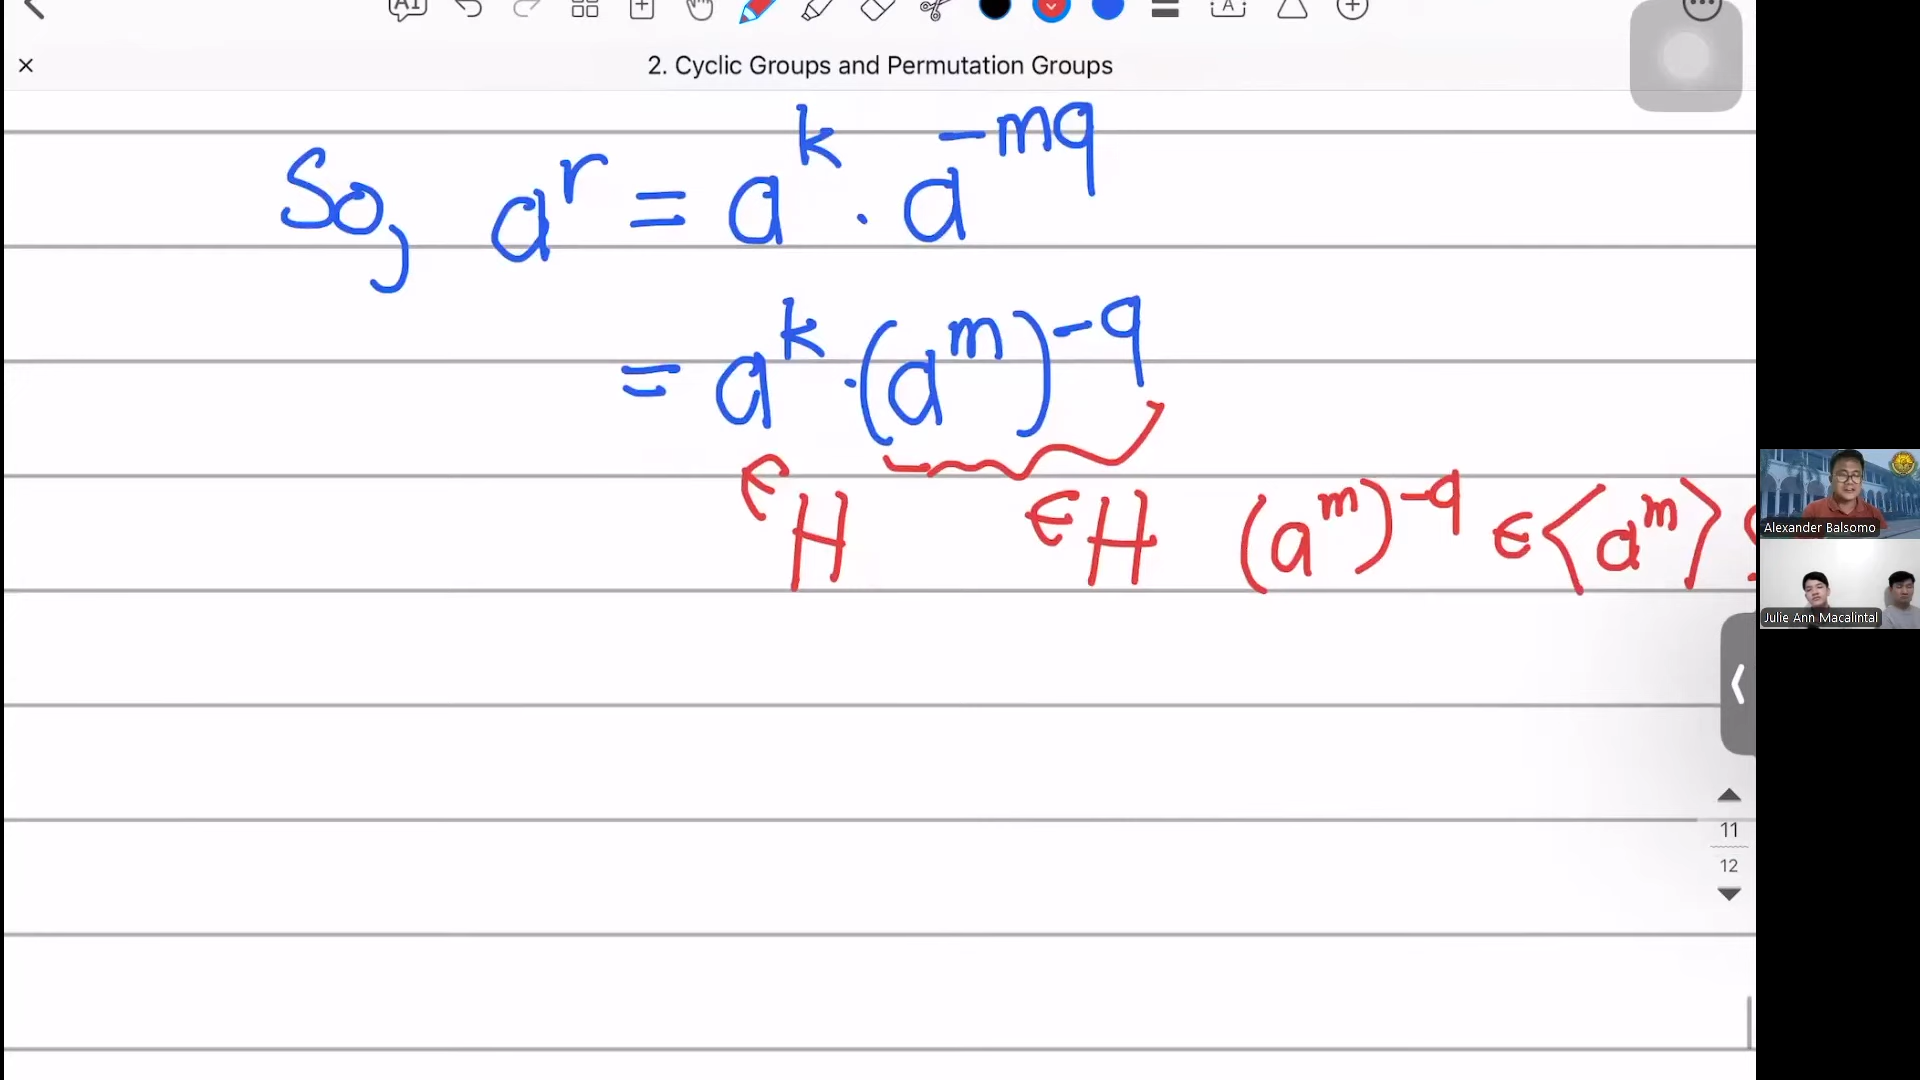 2. Cyclic Groups and Permutation Groups
So, a^r = a^k · a^-mq
= a^k · (a^m)^-q
∈ H ∈ H (a^m)^-q ∈ <a^m>
Alexander Balsomo
Julie Ann Macalintal
11
12